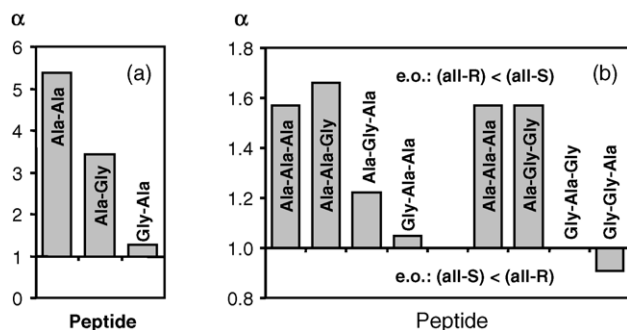 α
6
5
4
3
2
1
0
(a)
Ala-Ala
Ala-Gly
Gly-Ala
Peptide
α
1.8
1.6
1.4
1.2
1.0
0.8
e.o.: (all-R) < (all-S)
(b)
Ala-Ala-Ala
Ala-Ala-Gly
Ala-Gly-Ala
Gly-Ala-Ala
Ala-Ala-Ala
Ala-Gly-Gly
Gly-Ala-Gly
Gly-Gly-Ala
e.o.: (all-S) < (all-R)
Peptide